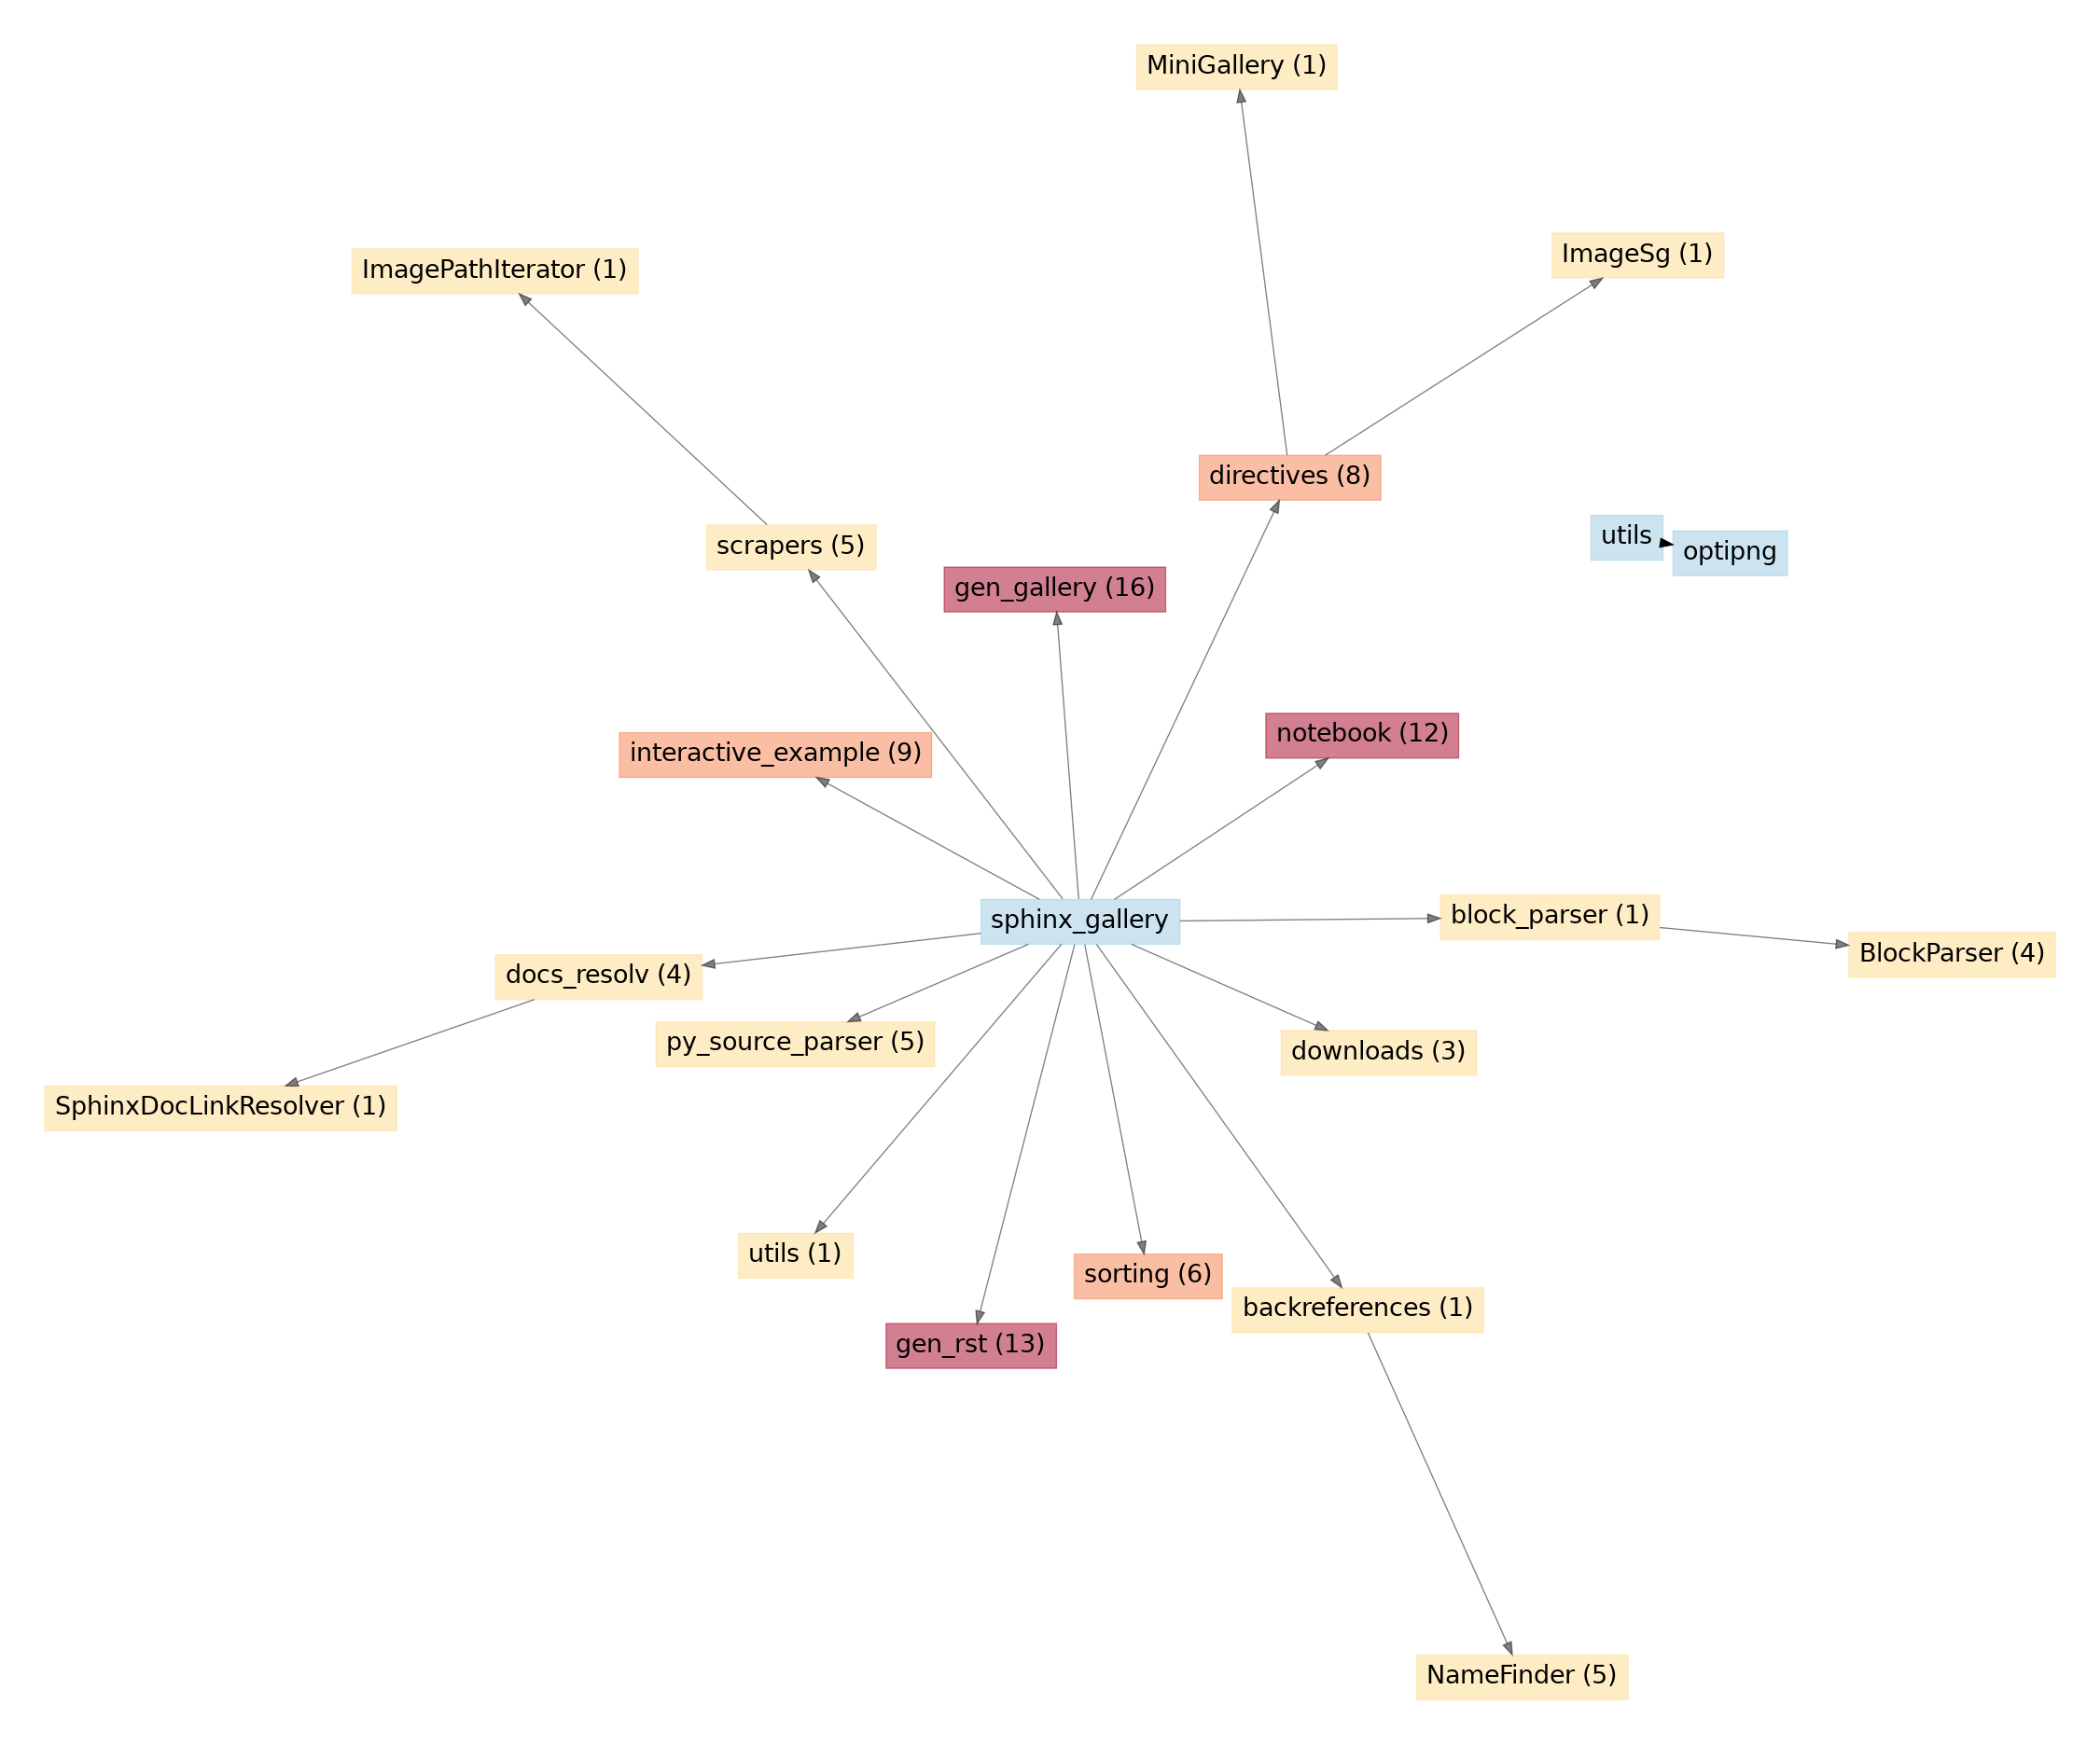 MiniGallery (1)
ImageSg (1)
ImagePathIterator (1)
directives (8)
utils
scrapers (5)
optipng
gen_gallery (16)
notebook (12)
interactive_example (9)
block_parser (1)
sphinx_gallery
BlockParser (4)
docs_resolv (4)
py_source_parser (5)
downloads (3)
SphinxDocLinkResolver (1)
utils (1)
sorting (6)
backreferences (1)
gen_rst (13)
NameFinder (5)